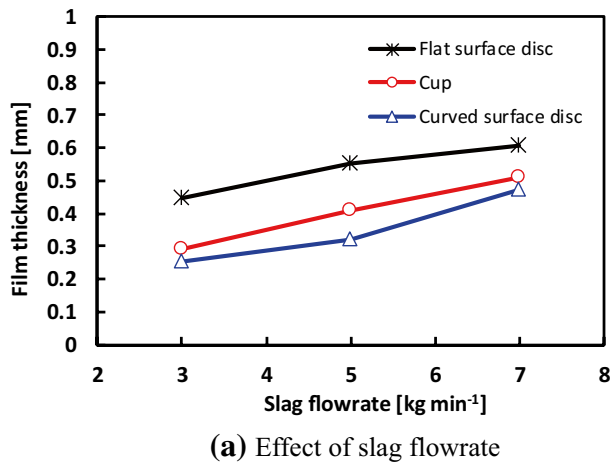 Film thickness [mm]
1
0.9
0.8
0.7
0.6
0.5
0.4
0.3
0.2
0.1
0
Flat surface disc
Cup
Curved surface disc
2 3 4 5 6 7 8
Slag flowrate [kg min⁻¹]
(a) Effect of slag flowrate